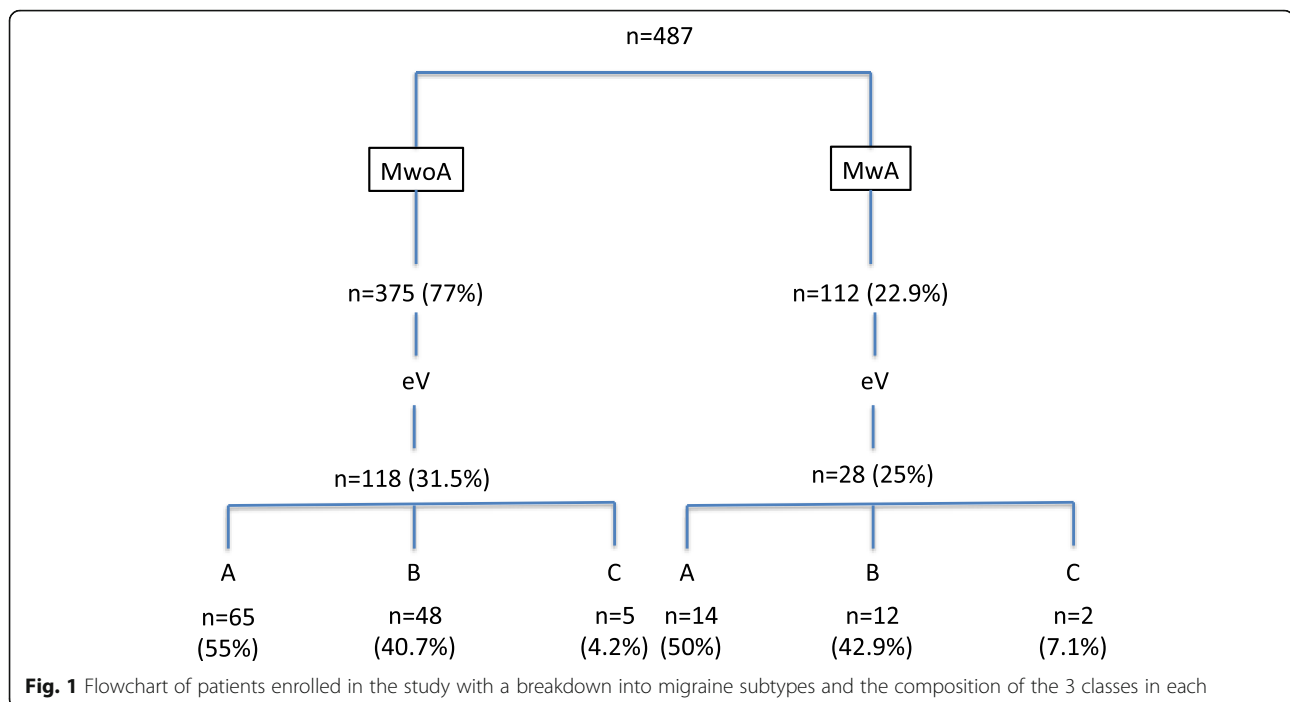 n=487
MwoA MwA
n=375 (77%) n=112 (22.9%)
eV eV
n=118 (31.5%) n=28 (25%)
A B C A B C
n=65 n=48 n=5 n=14 n=12 n=2
(55%) (40.7%) (4.2%) (50%) (42.9%) (7.1%)
Fig. 1 Flowchart of patients enrolled in the study with a breakdown into migraine subtypes and the composition of the 3 classes in each